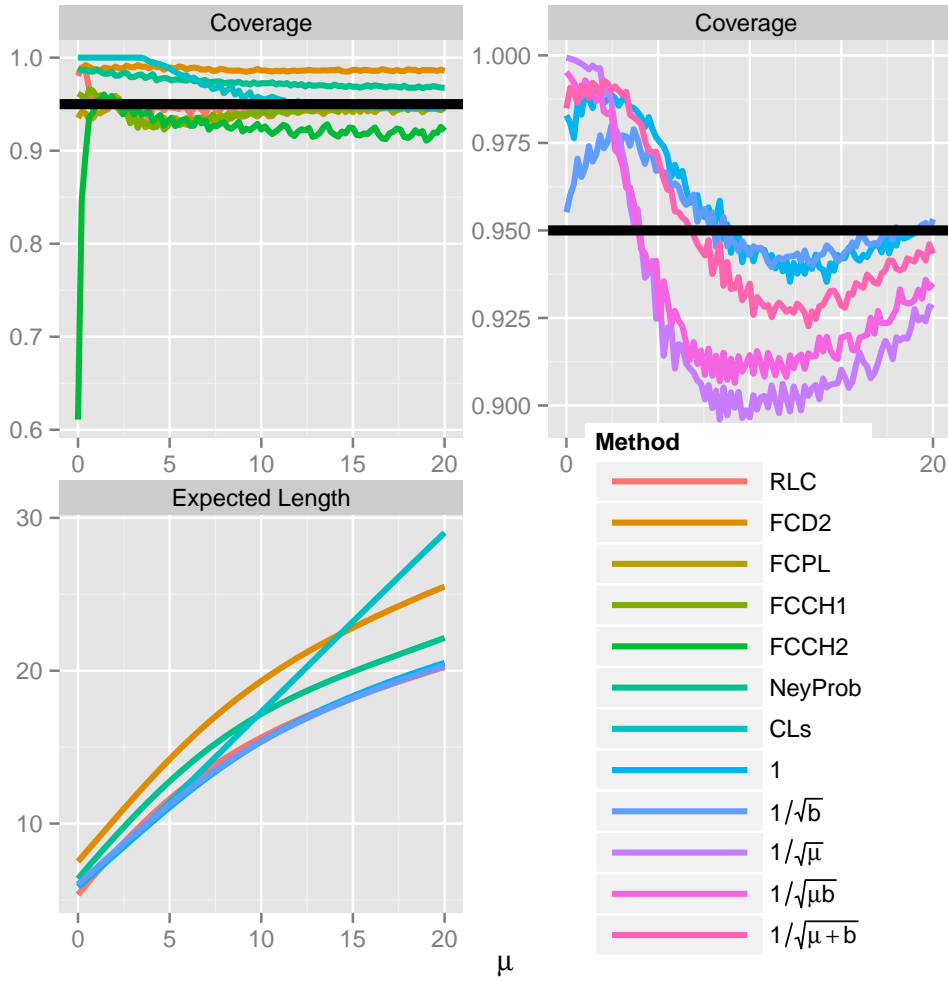 Coverage
1.0
0.9
0.8
0.7
0.6
0 5 10 15 20
Coverage
1.000
0.975
0.950
0.925
0.900
0 20
Expected Length
30
20
10
0 5 10 15 20
μ
Method
RLC
FCD2
FCPL
FCCH1
FCCH2
NeyProb
CLs
1
1/√b
1/√μ
1/√μb
1/√μ + b